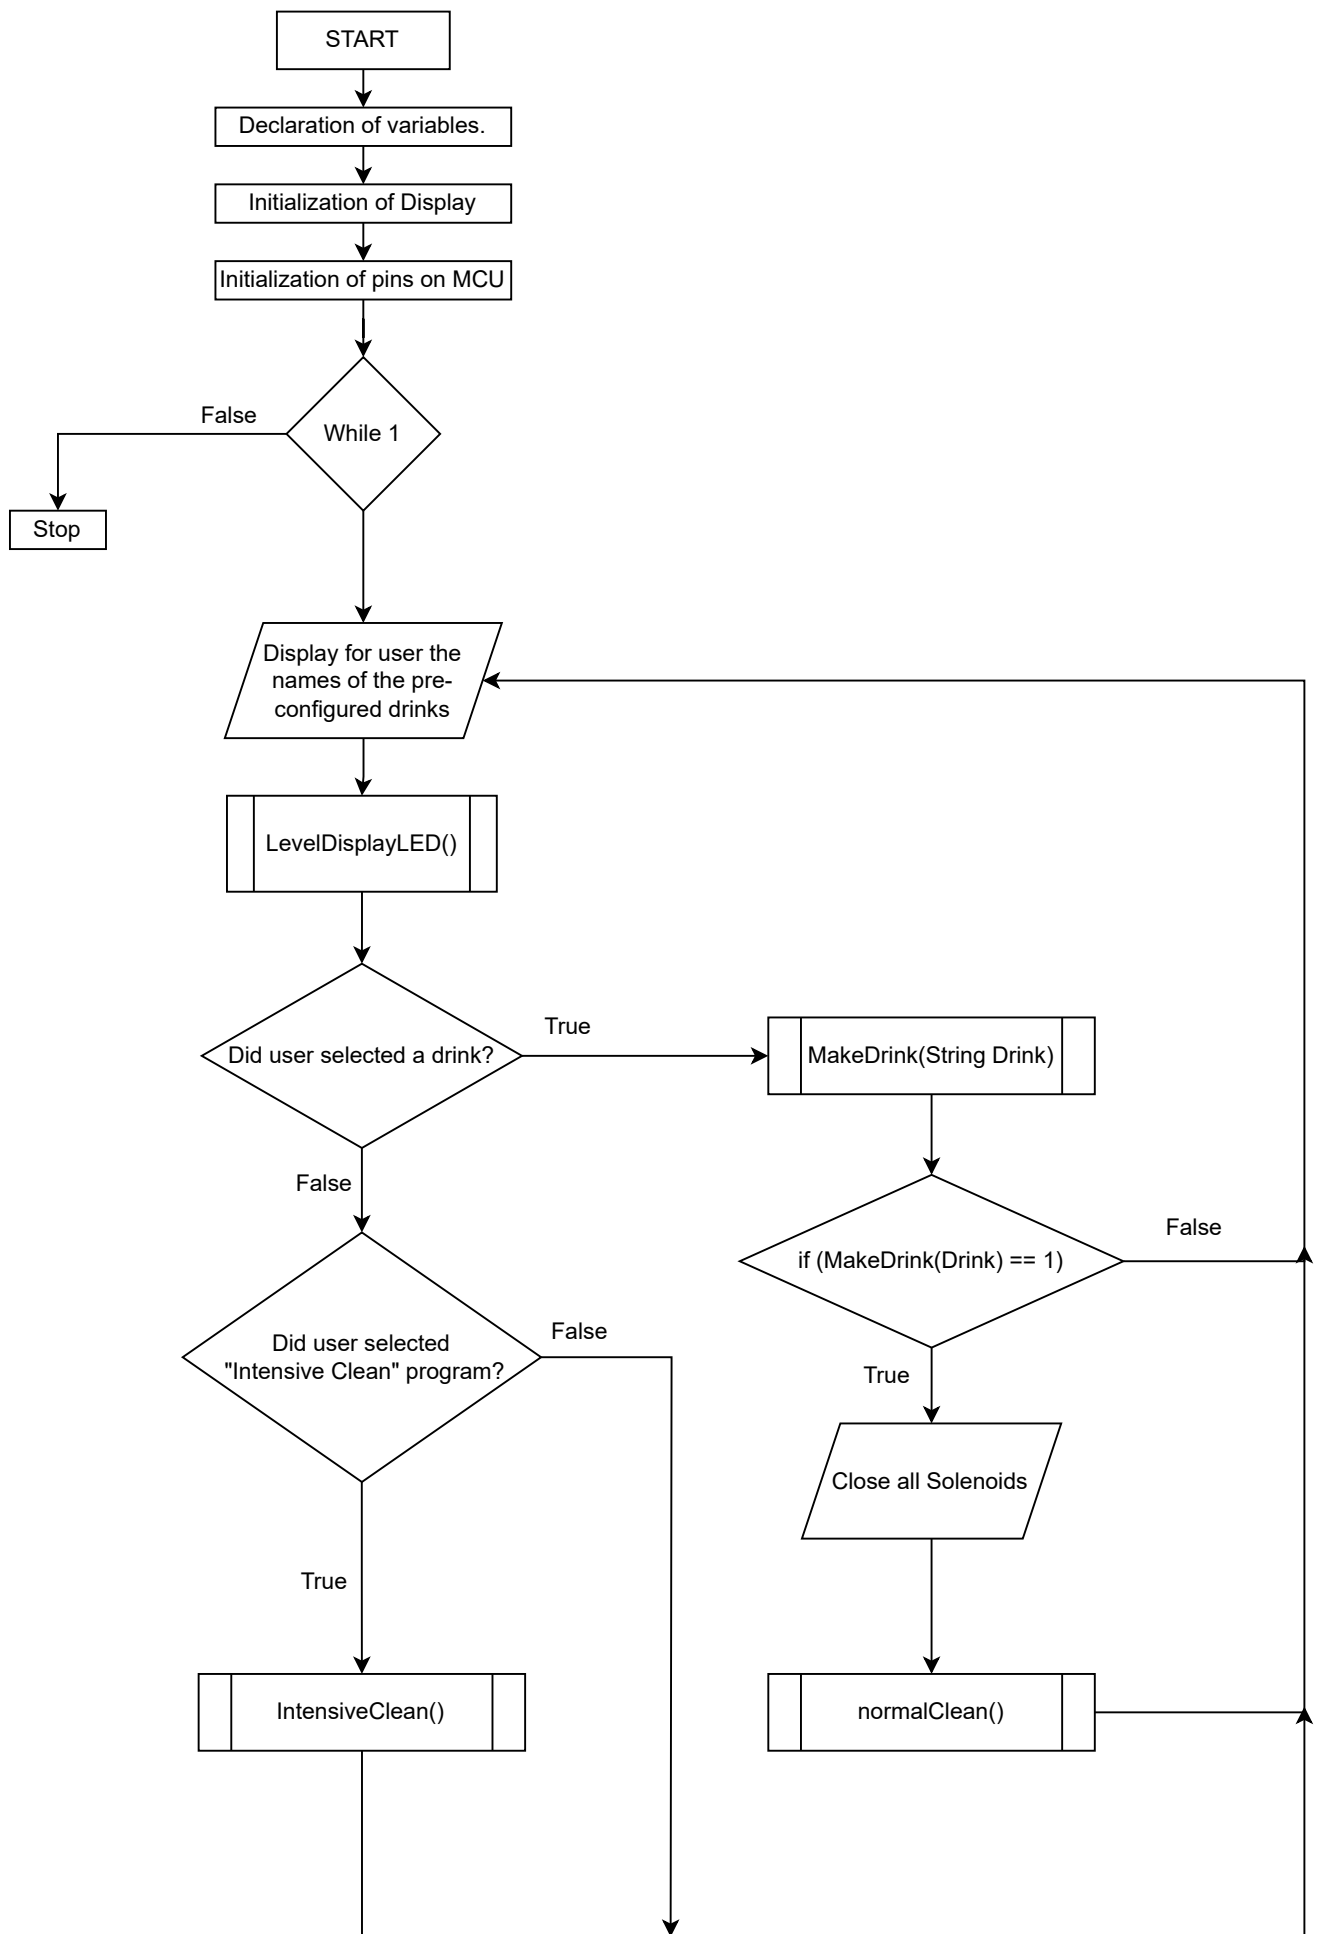 START
Declaration of variables.
Initialization of Display
Initialization of pins on MCU
False
While 1
Stop
Display for user the
names of the pre-
configured drinks
LevelDisplayLED()
True
Did user selected a drink?
MakeDrink(String Drink)
False
False
if (MakeDrink(Drink) == 1)
False
Did user selected
"Intensive Clean" program?
True
Close all Solenoids
True
IntensiveClean()
normalClean()